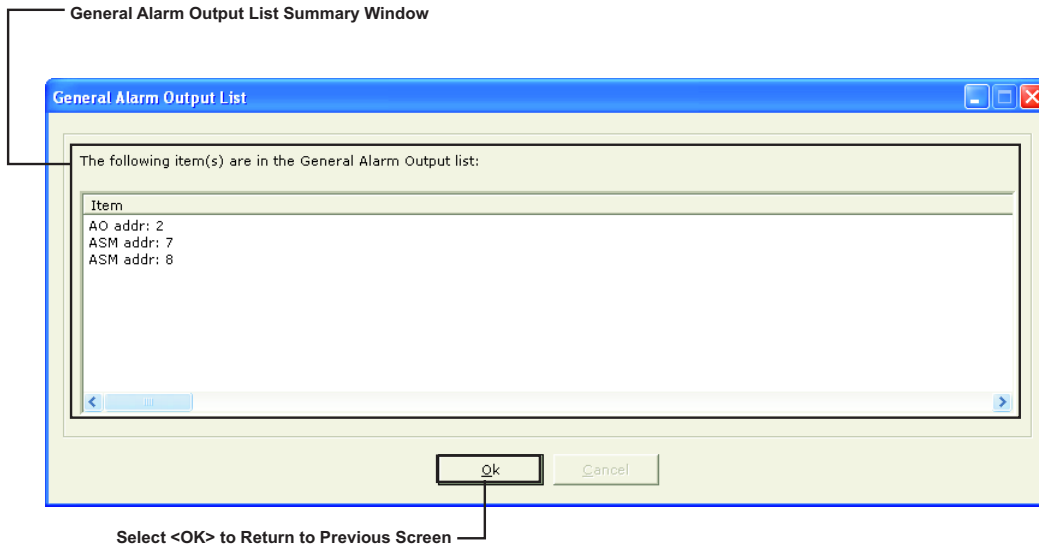 General Alarm Output List Summary Window
General Alarm Output List
The following item(s) are in the General Alarm Output list:
Item
AO addr: 2
ASM addr: 7
ASM addr: 8
Ok
Cancel
Select <OK> to Return to Previous Screen